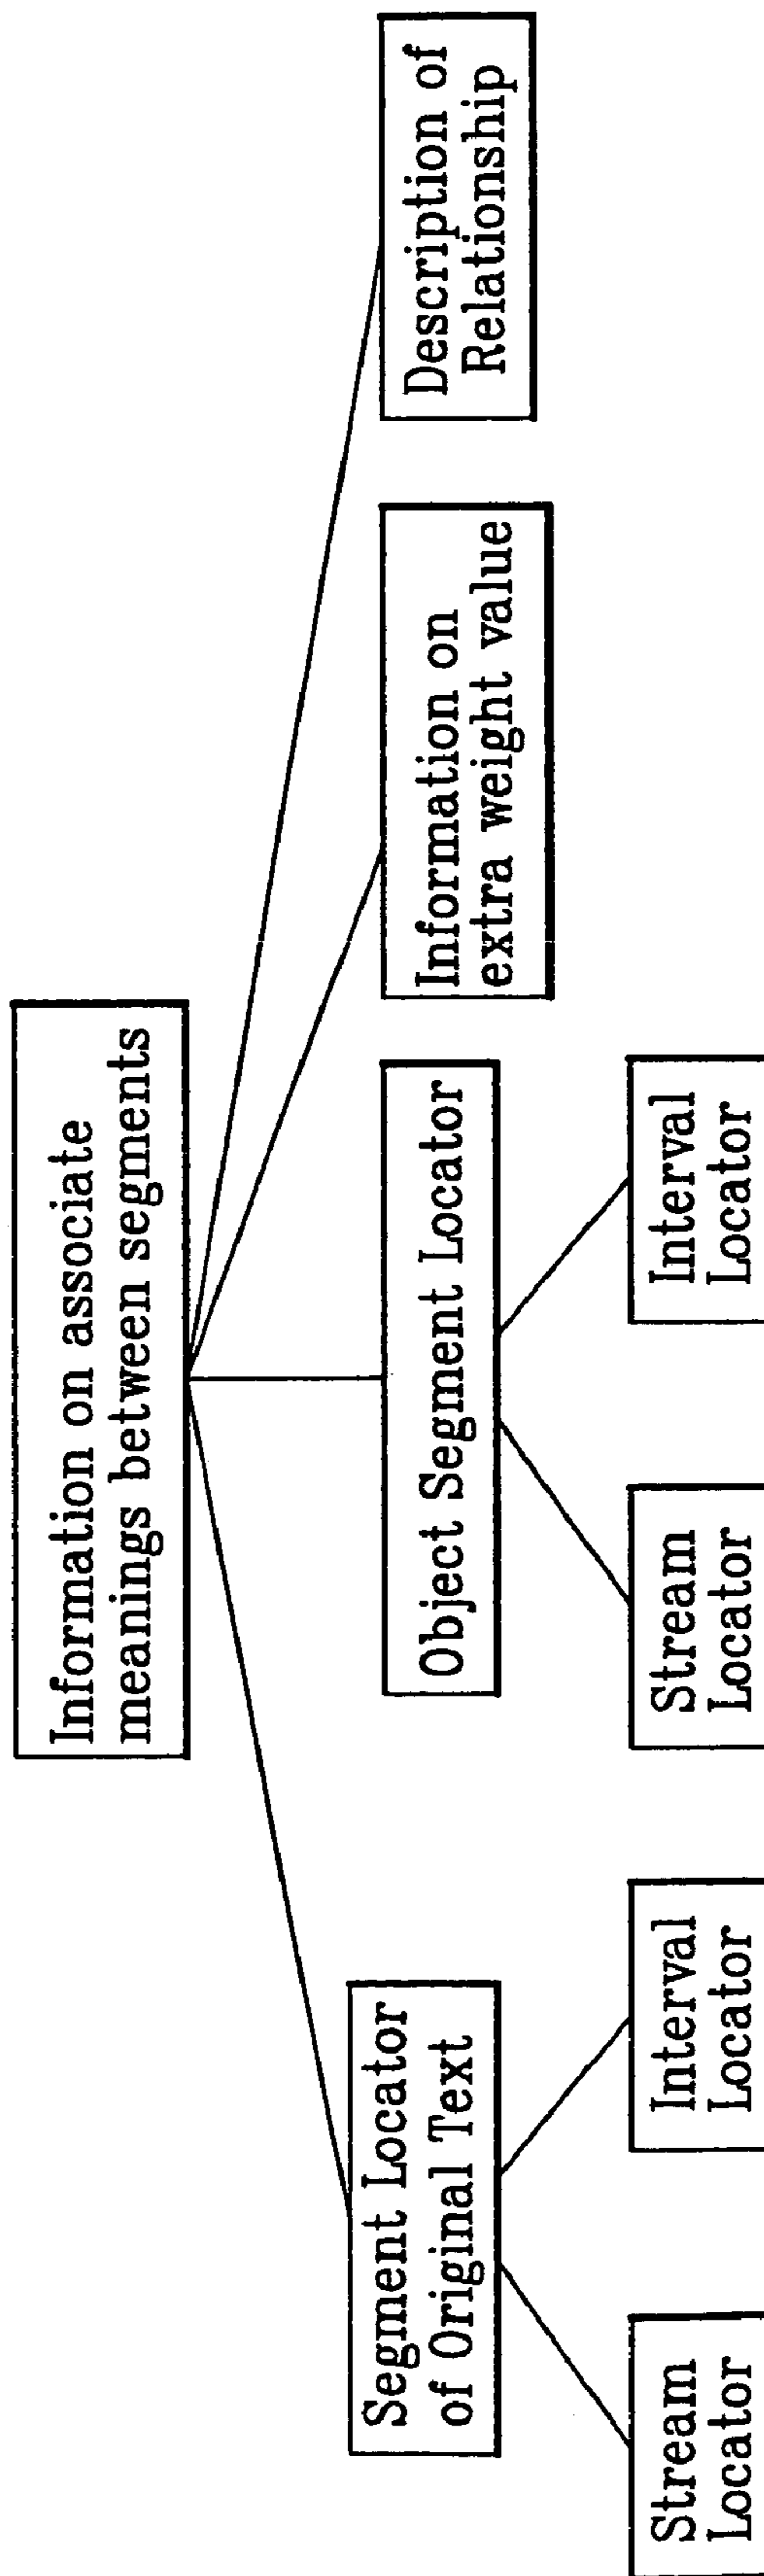 Information on associate
meanings between segments
Segment Locator
of Original Text
Object Segment Locator
Information on
extra weight value
Description of
Relationship
Stream
Locator
Interval
Locator
Stream
Locator
Interval
Locator